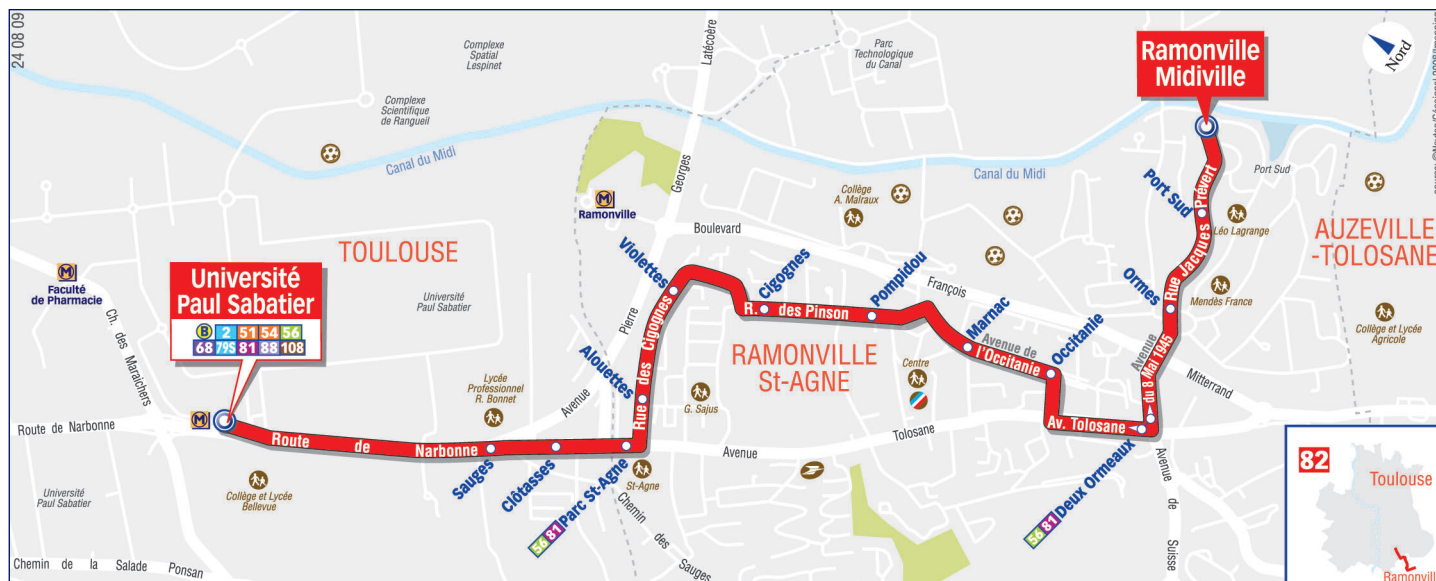 24 08 09
Complexe
Spatial
Lespinet
Complexe
Scientifique
de Rangueil
Canal du Midi
Latécoère
Georges
Parc
Technologique
du Canal
Ramonville
Midiville
Nord
M
Ramonville
Boulevard
Collège
A. Malraux
Canal du Midi
Port Sud
Port Sud
Prévert
Léo Lagrange
AUZEVILLE
-TOLOSANE
TOULOUSE
M
Faculté
de Pharmacie
Université
Paul Sabatier
B 2 51 54 56
68 79S 81 88 108
Université
Paul Sabatier
Violettes
Cigognes
Pompidou
François
Ormes
Rue Jacques
Mendès France
Ch. des Maraichers
Pierre
Rue des Cigognes
R. des Pinson
Marnac
Avenue de
l'Occitanie
Occitanie
Avenue
du 8 Mai 1945
Mitterrand
Collège et Lycée
Agricole
RAMONVILLE
St-AGNE
Centre
Alouettes
Lycée
Professionnel
R. Bonnet
Avenue
G. Sajus
M
Route de Narbonne
Route de Narbonne
Avenue
Tolosane
Av. Tolosane
Sauges
Clôtasses
56 81 Parc St-Agne
St-Agne
56 81 Deux Ormeaux
Avenue de Suisse
Collège et Lycée
Bellevue
Université
Paul Sabatier
Chemin des Sauges
Chemin de la Salade Ponsan
82
Toulouse
Ramonvill